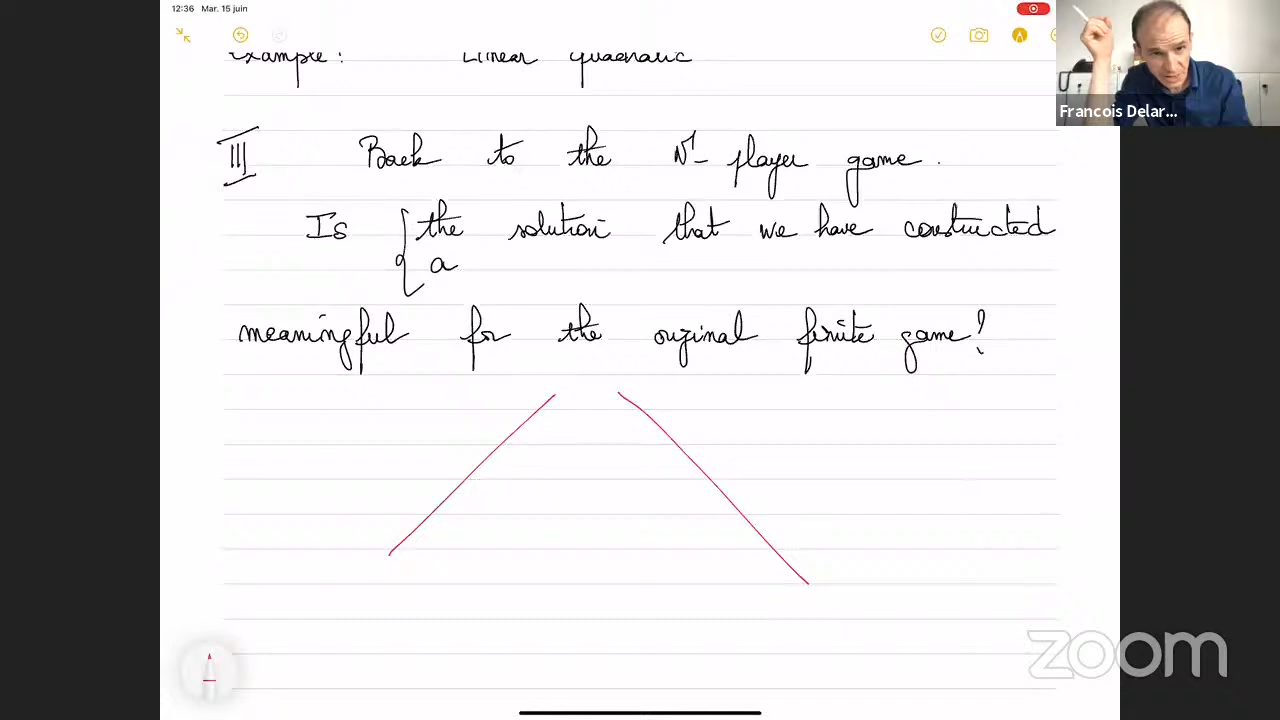 12:36 Mar. 15 juin
Example : Linear quadratic
III Back to the N- player game .
Is { the solution that we have constructed
a
meaningful for the original finite game ?
Francois Delar...
zoom